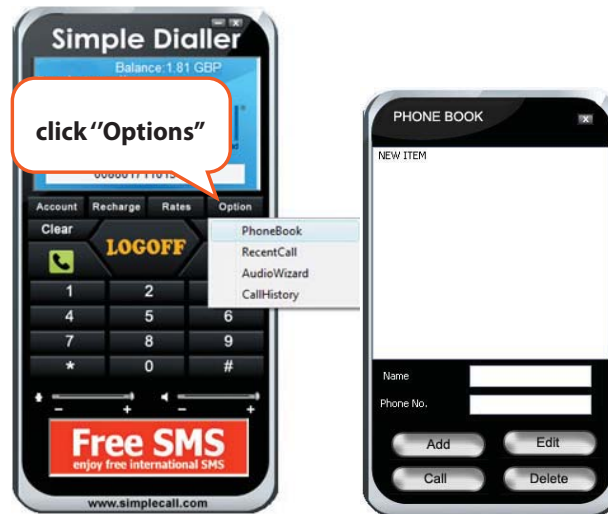 Simple Dialler
Balance:1.81 GBP
click “Options”
Account Recharge Rates Option
Clear
LOGOFF
PhoneBook
RecentCall
AudioWizard
CallHistory
1 2
4 5 6
7 8 9
* 0 #
− + − +
Free SMS
enjoy free international SMS
www.simplecall.com
PHONE BOOK
NEW ITEM
Name
Phone No.
Add Edit
Call Delete